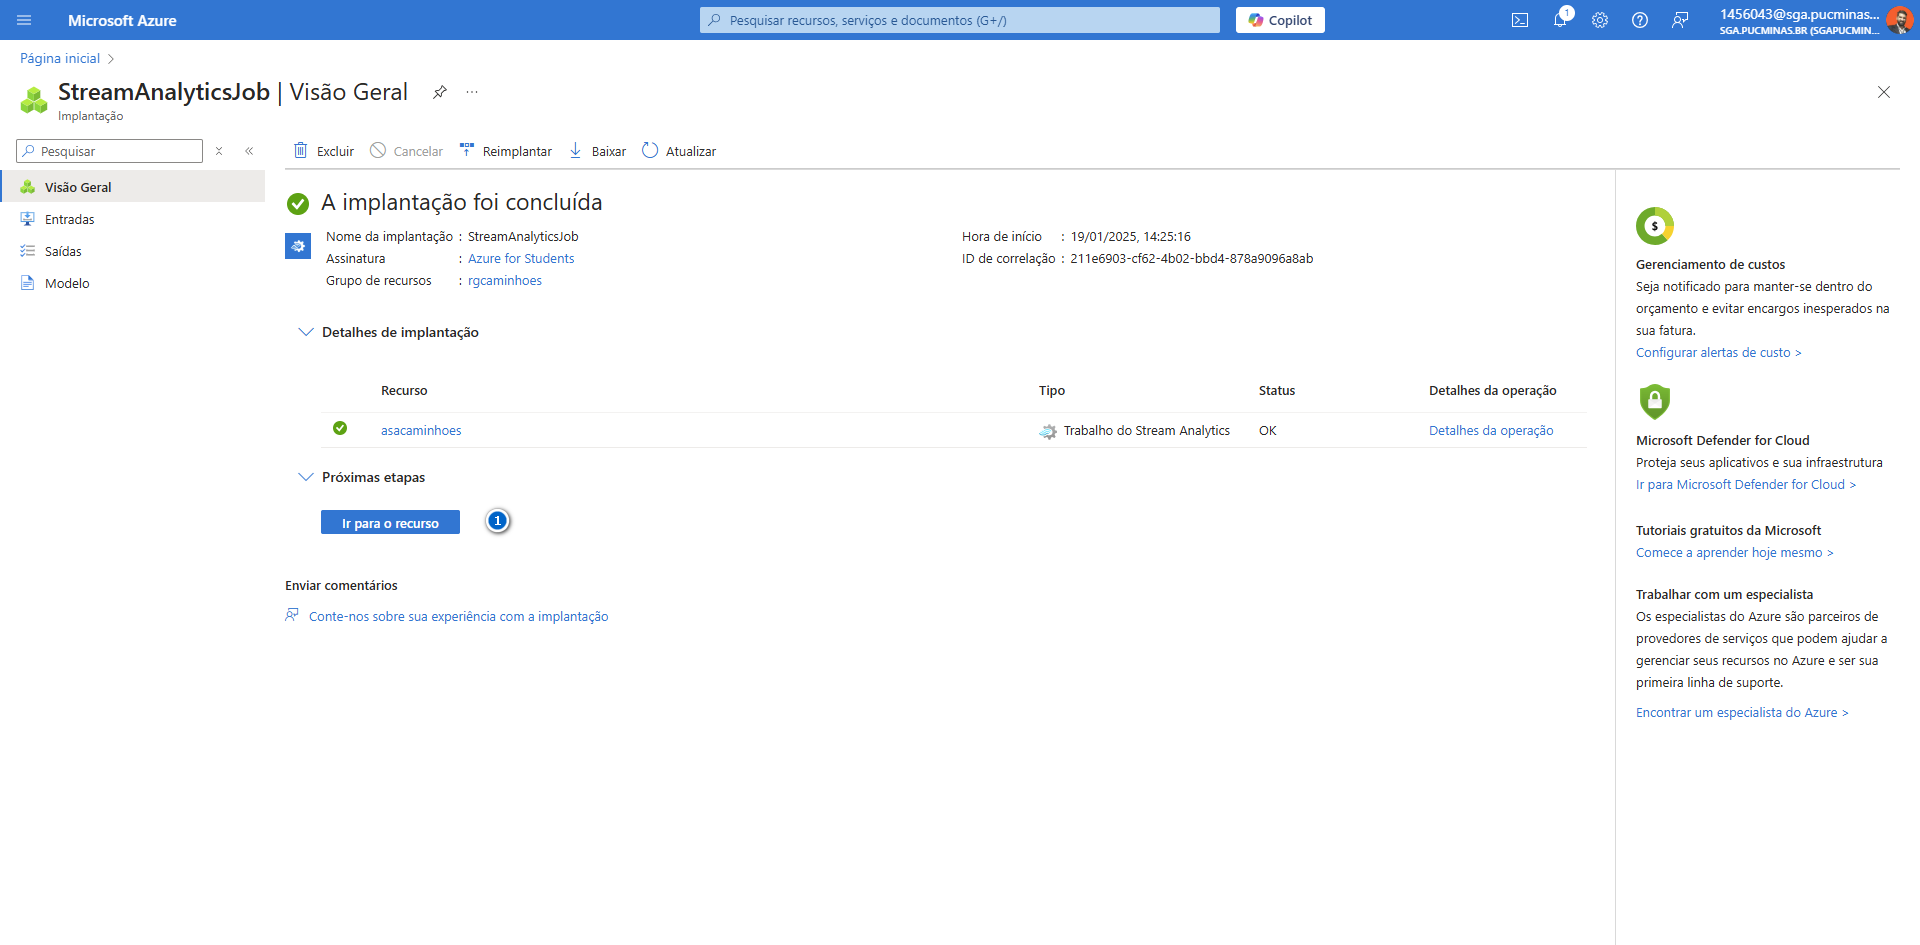 Microsoft Azure
Pesquisar recursos, serviços e documentos (G+/)
Copilot
1
1456043@sga.pucminas...
SGA.PUCMINAS.BR (SGAPUCMIN...
Página inicial
StreamAnalyticsJob | Visão Geral
...
Implantação
Pesquisar
Excluir
Cancelar
Reimplantar
Baixar
Atualizar
Visão Geral
Entradas
Saídas
Modelo
A implantação foi concluída
Nome da implantação : StreamAnalyticsJob
Assinatura : Azure for Students
Grupo de recursos : rgcaminhoes
Hora de início : 19/01/2025, 14:25:16
ID de correlação : 211e6903-cf62-4b02-bbd4-878a9096a8ab
Detalhes de implantação
Recurso Tipo Status Detalhes da operação
asacaminhoes Trabalho do Stream Analytics OK Detalhes da operação
Próximas etapas
Ir para o recurso
1
Enviar comentários
Conte-nos sobre sua experiência com a implantação
$
Gerenciamento de custos
Seja notificado para manter-se dentro do
orçamento e evitar encargos inesperados na
sua fatura.
Configurar alertas de custo >
Microsoft Defender for Cloud
Proteja seus aplicativos e sua infraestrutura
Ir para Microsoft Defender for Cloud >
Tutoriais gratuitos da Microsoft
Comece a aprender hoje mesmo >
Trabalhar com um especialista
Os especialistas do Azure são parceiros de
provedores de serviços que podem ajudar a
gerenciar seus recursos no Azure e ser sua
primeira linha de suporte.
Encontrar um especialista do Azure >